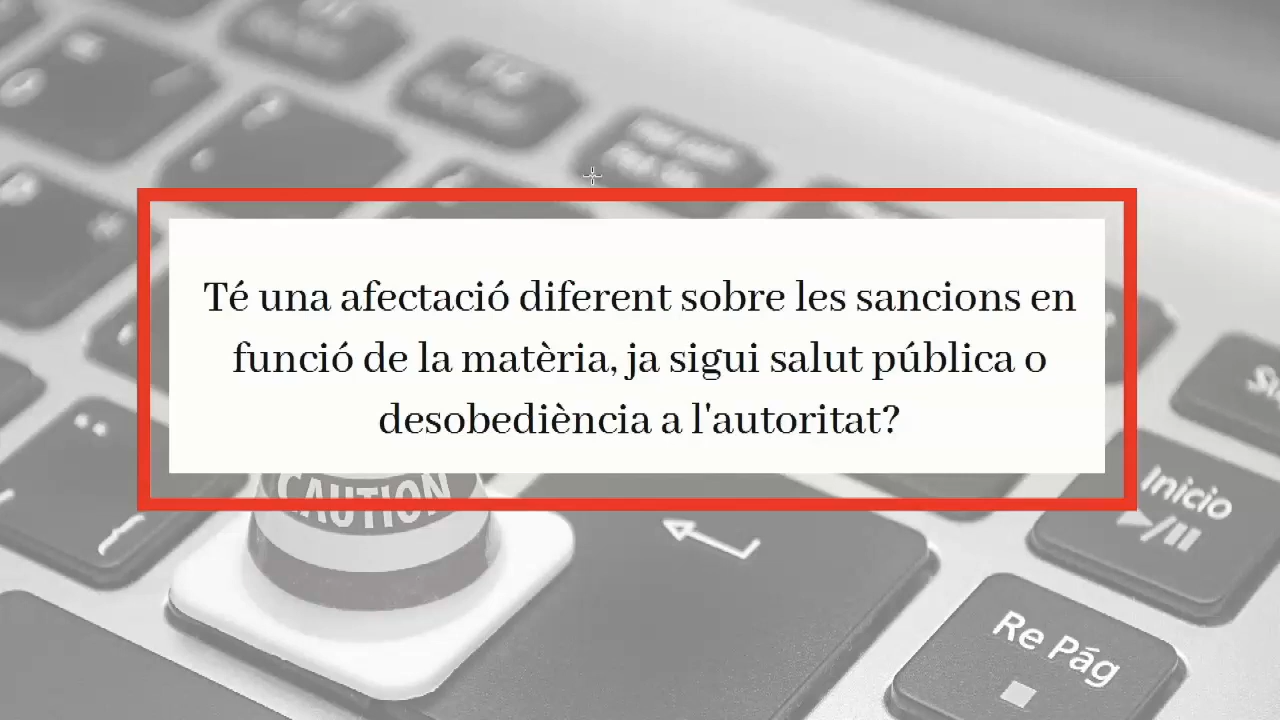 Té una afectació diferent sobre les sancions en
funció de la matèria, ja sigui salut pública o
desobediència a l'autoritat?
CAUTION
Inicio
Re Pág